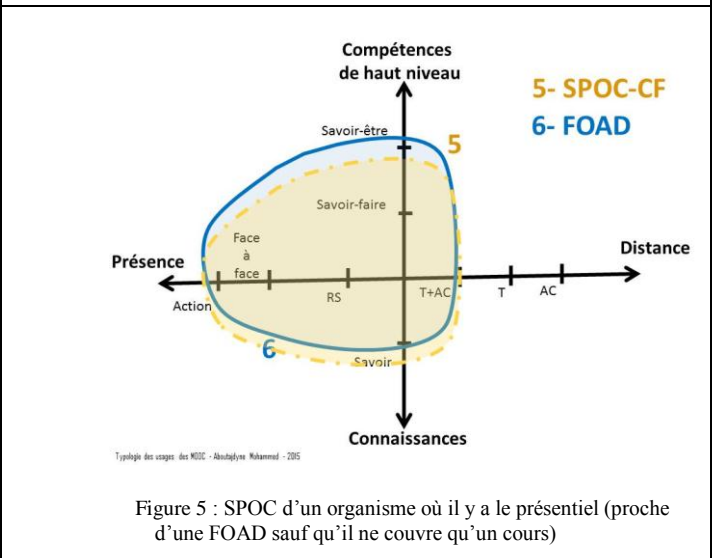 Compétences
de haut niveau
5- SPOC-CF
6- FOAD
Savoir-être
5
Savoir-faire
Face
à
face
Présence
Distance
Action
RS
T+AC
T
AC
6
Savoir
Connaissances
Typologie des usages des MOOC - Aboutajdyne Mohammed - 2015
Figure 5 : SPOC d’un organisme où il y a le présentiel (proche
d’une FOAD sauf qu’il ne couvre qu’un cours)